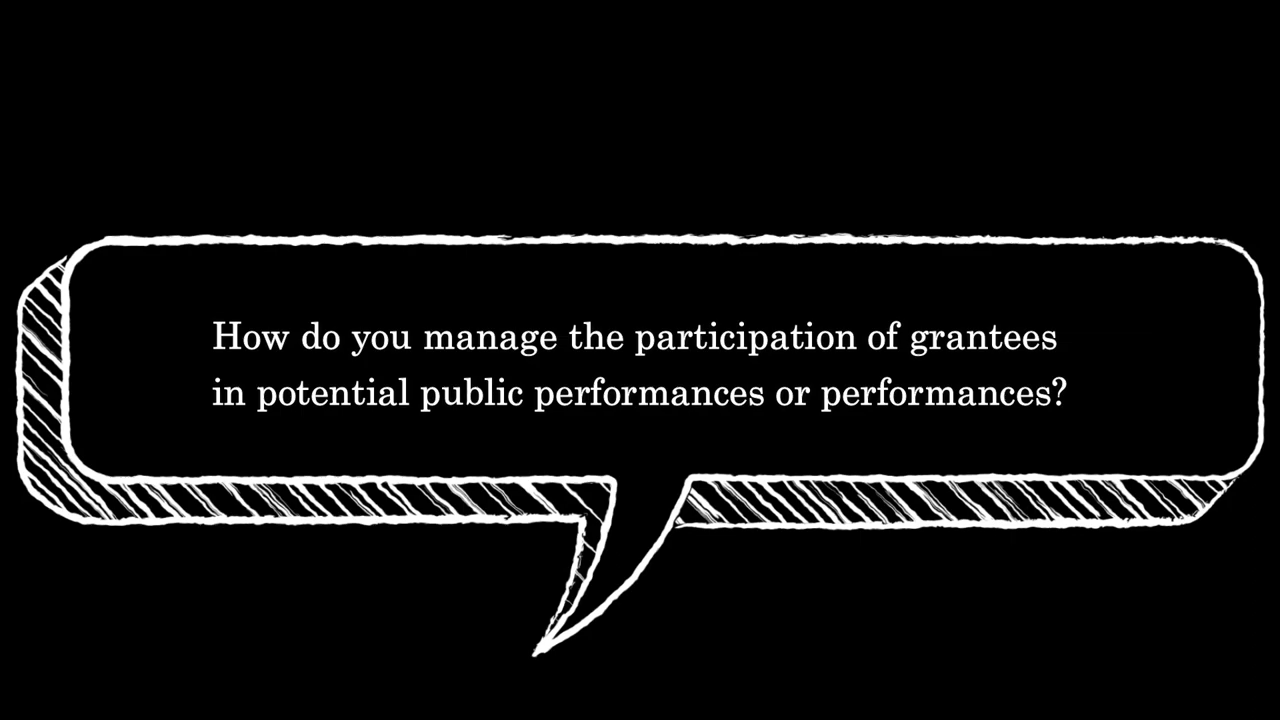 How do you manage the participation of grantees
in potential public performances or performances?